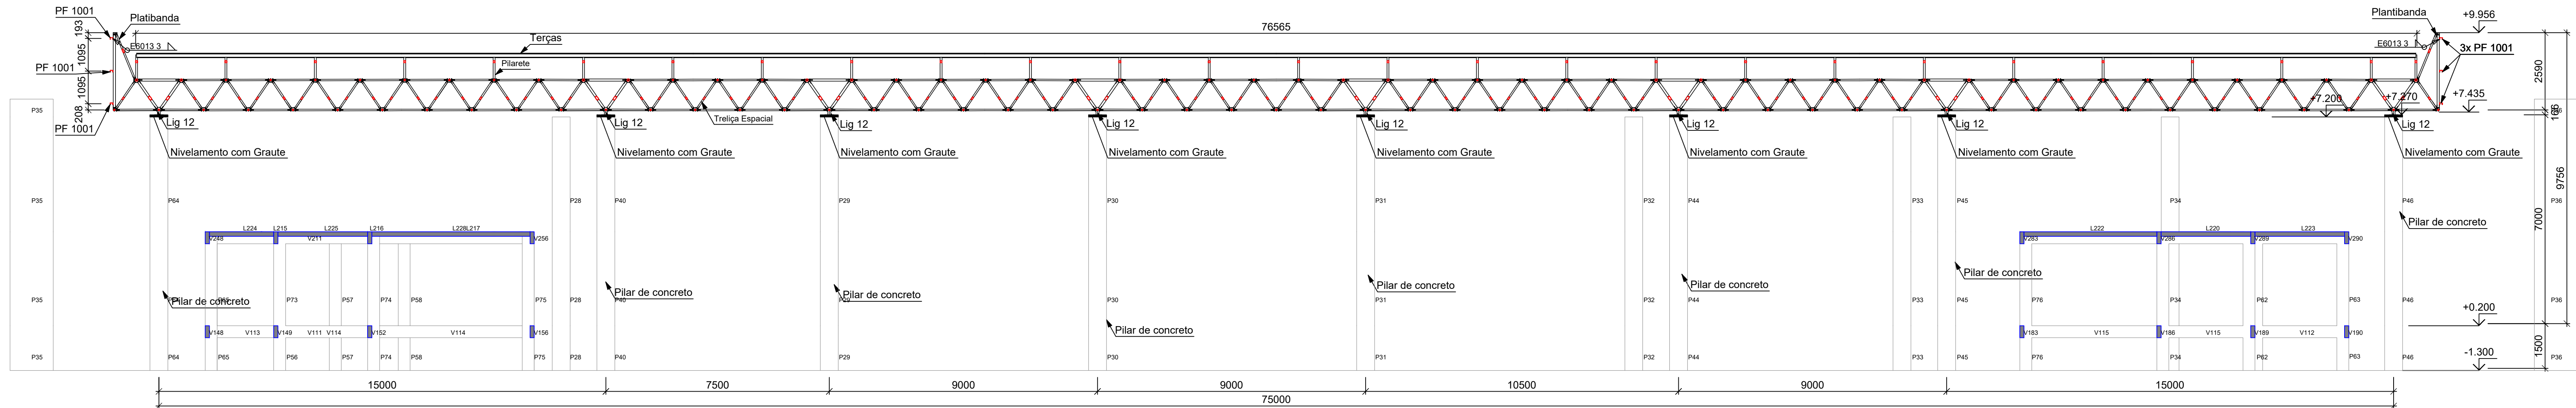 PF 1001
Platibanda
193
E6013 3
76565
Terças
Plantibanda
+9.956
E6013 3
3x PF 1001
1095
PF 1001
1095
Pilarete
2590
208
PF 1001
P35
Treliça Espacial
+7.200
+7.270
+7.435
166
P36
Lig 12
Lig 12
Lig 12
Lig 12
Lig 12
Lig 12
Lig 12
Lig 12
Nivelamento com Graute
Nivelamento com Graute
Nivelamento com Graute
Nivelamento com Graute
Nivelamento com Graute
Nivelamento com Graute
Nivelamento com Graute
Nivelamento com Graute
9756
P35
P64
P28
P40
P29
P30
P31
P32
P44
P33
P45
P34
P46
P36
7000
Pilar de concreto
L224
L215
L225
L216
L228L217
L222
L220
L223
V248
V211
V256
V283
V286
V289
V290
Pilar de concreto
Pilar de concreto
Pilar de concreto
Pilar de concreto
Pilar de concreto
Pilar de concreto
P35
P73
P57
P74
P58
P75
P28
P40
P29
P30
P31
P32
P44
P33
P45
P76
P34
P62
P63
P46
P36
+0.200
Pilar de concreto
V148
V113
V149
V111
V114
V152
V114
V156
V183
V115
V186
V115
V189
V112
V190
P35
P64
P65
P56
P57
P74
P58
P75
P28
P40
P29
P30
P31
P32
P44
P33
P45
P76
P34
P62
P63
P46
P36
-1.300
1500
15000
7500
9000
9000
10500
9000
15000
75000